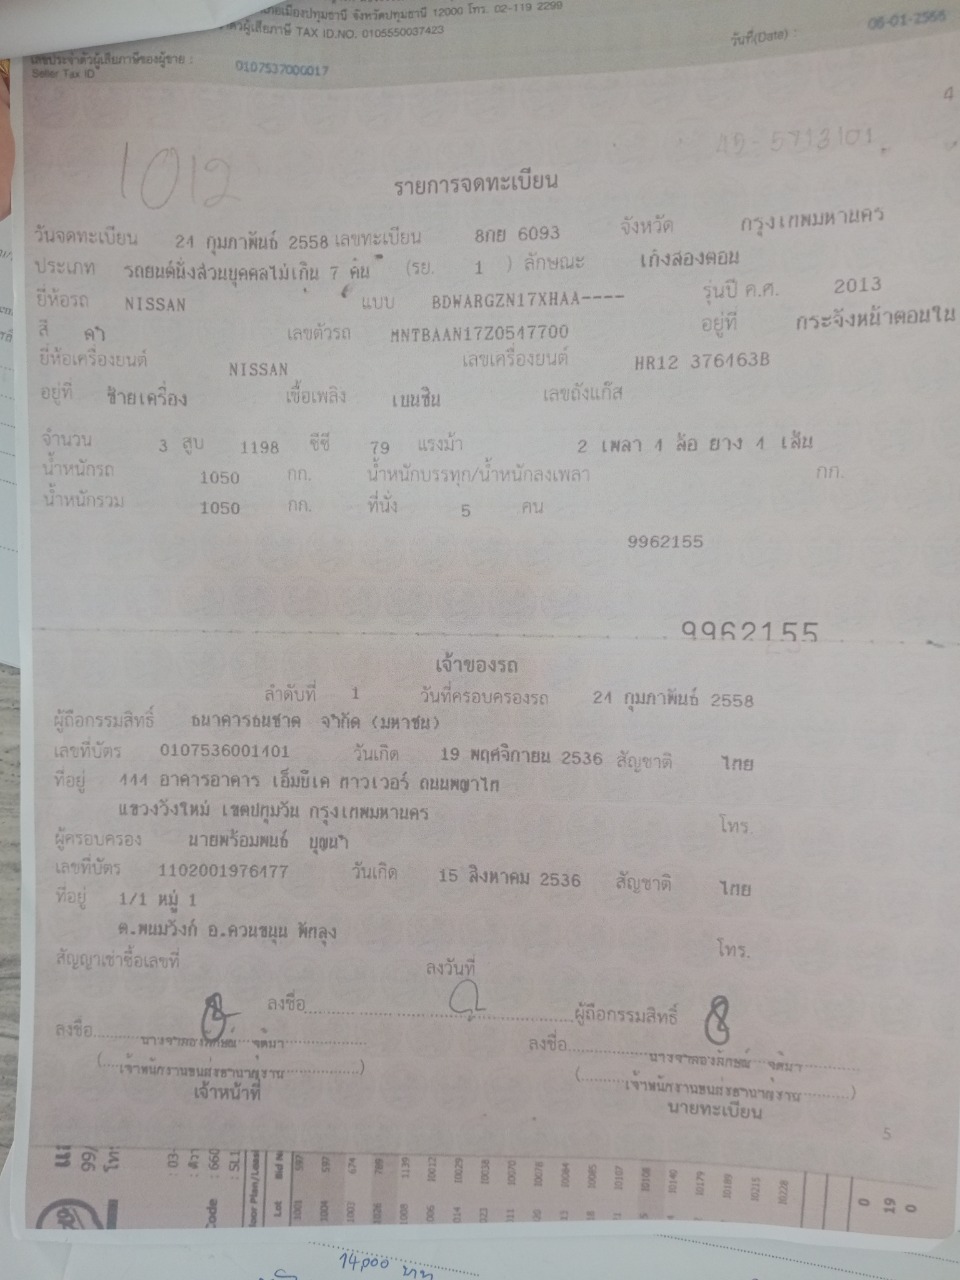 เมืองปทุมธานี จังหวัดปทุมธานี 12000 โทร. 02-119 2299
ตัวผู้เสียภาษี TAX ID.NO. 0105550037423
วันที่(Date) : 06-01-2566
เลขประจำตัวผู้เสียภาษีของผู้ขาย :
Seller Tax ID 0107537000017
4
1012
รายการจดทะเบียน
วันจดทะเบียน 24 กุมภาพันธ์ 2558 เลขทะเบียน 8กย 6093 จังหวัด กรุงเทพมหานคร
ประเภท รถยนต์นั่งส่วนบุคคลไม่เกิน 7 คน (รย. 1 ) ลักษณะ เก๋งสองตอน
ยี่ห้อรถ NISSAN แบบ BDWARGZN17XHAA---- รุ่นปี ค.ศ. 2013
สี ดำ เลขตัวรถ MNTBAAN17Z0547700 อยู่ที่ กระจังหน้าตอนใน
ยี่ห้อเครื่องยนต์ NISSAN เลขเครื่องยนต์ HR12 376463B
อยู่ที่ ซ้ายเครื่อง เชื้อเพลิง เบนซิน เลขถังแก๊ส
จำนวน 3 สูบ 1198 ซีซี 79 แรงม้า 2 เพลา 4 ล้อ ยาง 4 เส้น
น้ำหนักรถ 1050 กก. น้ำหนักบรรทุก/น้ำหนักลงเพลา กก.
น้ำหนักรวม 1050 กก. ที่นั่ง 5 คน
9962155
9962155
เจ้าของรถ
ลำดับที่ 1 วันที่ครอบครองรถ 24 กุมภาพันธ์ 2558
ผู้ถือกรรมสิทธิ์ ธนาคารธนชาต จำกัด (มหาชน)
เลขที่บัตร 0107536001401 วันเกิด 19 พฤศจิกายน 2536 สัญชาติ ไทย
ที่อยู่ 444 อาคารอาคาร เอ็มบีเค ทาวเวอร์ ถนนพญาไท
แขวงวังใหม่ เขตปทุมวัน กรุงเทพมหานคร โทร.
ผู้ครอบครอง นายพร้อมพนธ์ บุญนำ
เลขที่บัตร 1102001976477 วันเกิด 15 สิงหาคม 2536 สัญชาติ ไทย
ที่อยู่ 1/1 หมู่ 1
ต.พนมวังก์ อ.ควนขนุน พัทลุง โทร.
สัญญาเช่าซื้อเลขที่ ลงวันที่
ลงชื่อ ผู้ถือกรรมสิทธิ์
ลงชื่อ ลงชื่อ
(เจ้าพนักงานขนส่งชำนาญงาน) (เจ้าพนักงานขนส่งชำนาญงาน)
เจ้าหน้าที่ นายทะเบียน
5
14,000 บาท